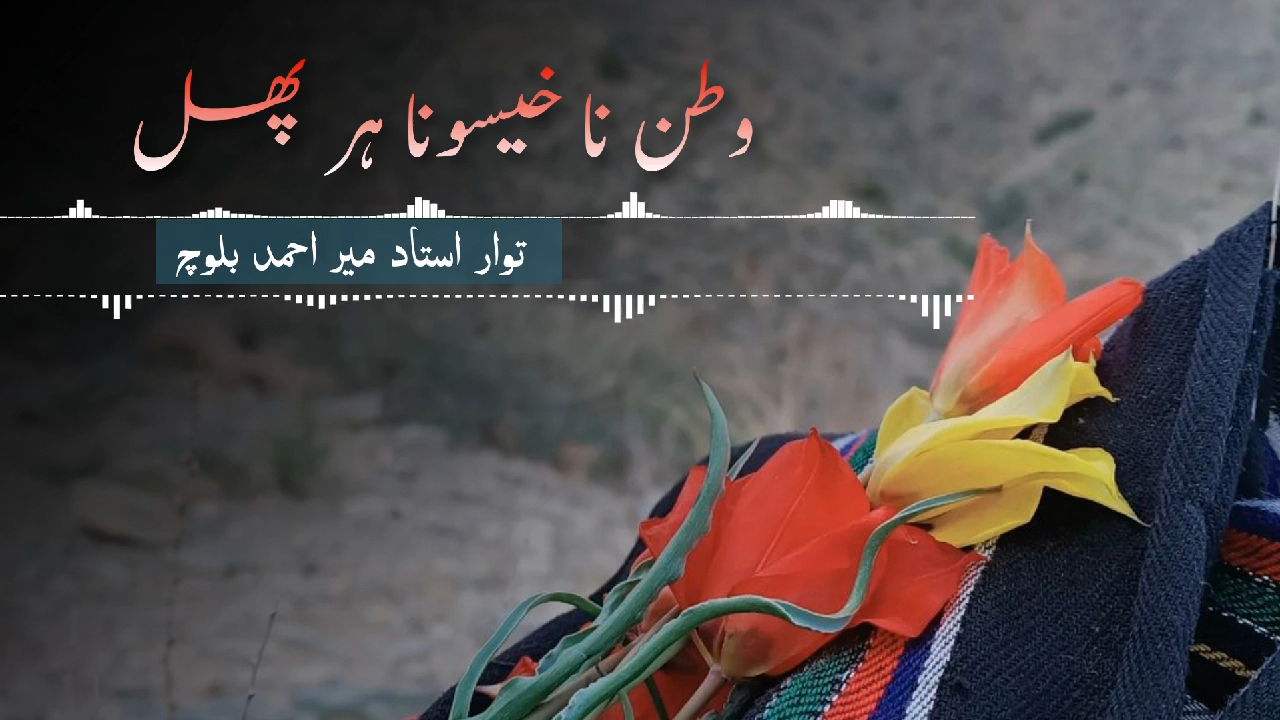 وطن نا خیسونا ہر پھل
توار استاد میر احمد بلوچ